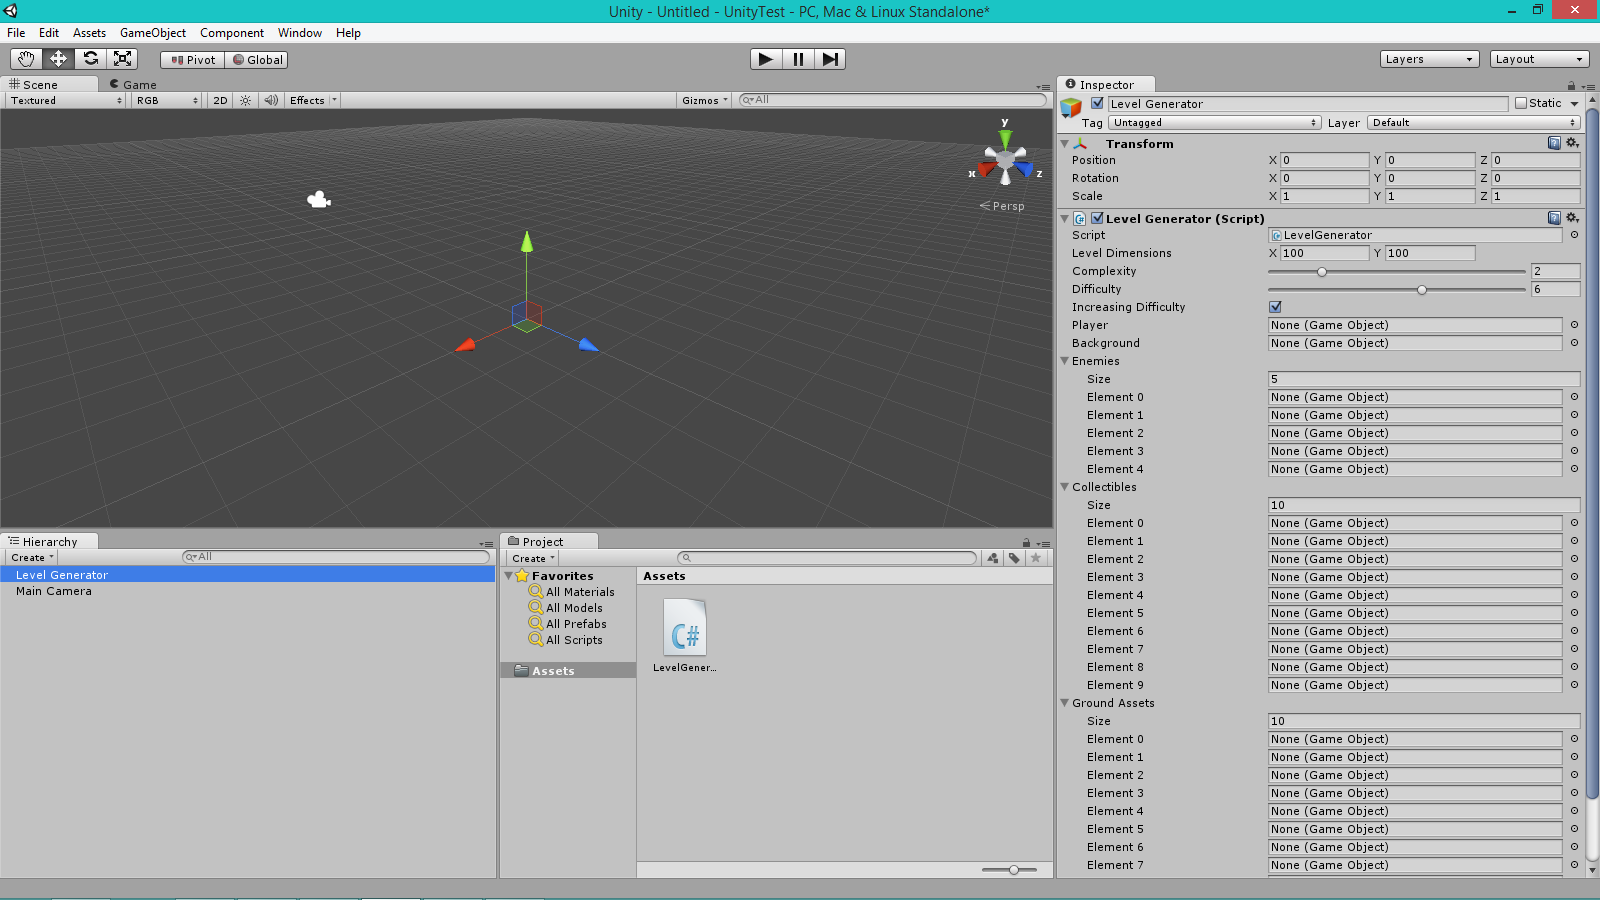 Unity - Untitled - UnityTest - PC, Mac & Linux Standalone*
File Edit Assets GameObject Component Window Help
Pivot Global Layers Layout
Scene Game
Textured RGB 2D Effects Gizmos All
y
x z
Persp
Hierarchy
Create All
Level Generator
Main Camera
Project
Create
Favorites
All Materials
All Models
All Prefabs
All Scripts
Assets
Assets
C#
LevelGener...
Inspector
Level Generator Static
Tag Untagged Layer Default
Transform
Position X 0 Y 0 Z 0
Rotation X 0 Y 0 Z 0
Scale X 1 Y 1 Z 1
Level Generator (Script)
Script LevelGenerator
Level Dimensions X 100 Y 100
Complexity 2
Difficulty 6
Increasing Difficulty
Player None (Game Object)
Background None (Game Object)
Enemies
Size 5
Element 0 None (Game Object)
Element 1 None (Game Object)
Element 2 None (Game Object)
Element 3 None (Game Object)
Element 4 None (Game Object)
Collectibles
Size 10
Element 0 None (Game Object)
Element 1 None (Game Object)
Element 2 None (Game Object)
Element 3 None (Game Object)
Element 4 None (Game Object)
Element 5 None (Game Object)
Element 6 None (Game Object)
Element 7 None (Game Object)
Element 8 None (Game Object)
Element 9 None (Game Object)
Ground Assets
Size 10
Element 0 None (Game Object)
Element 1 None (Game Object)
Element 2 None (Game Object)
Element 3 None (Game Object)
Element 4 None (Game Object)
Element 5 None (Game Object)
Element 6 None (Game Object)
Element 7 None (Game Object)